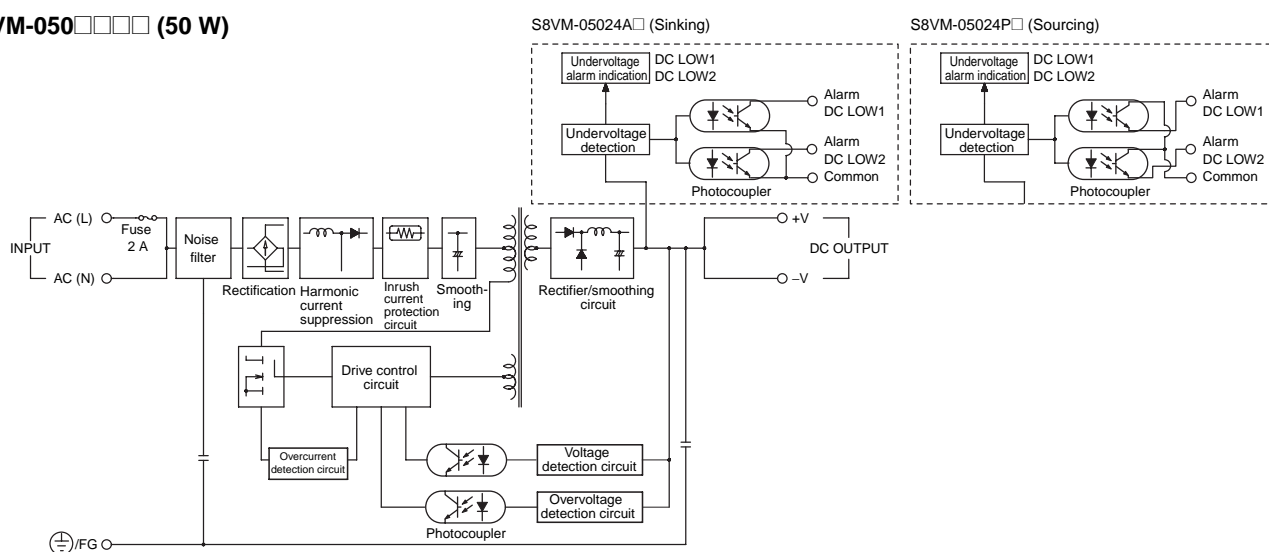 VM-050□□□□ (50 W)
S8VM-05024A□ (Sinking)
Undervoltage
alarm indication
DC LOW1
DC LOW2
Undervoltage
detection
Alarm
DC LOW1
Alarm
DC LOW2
Common
Photocoupler
S8VM-05024P□ (Sourcing)
Undervoltage
alarm indication
DC LOW1
DC LOW2
Undervoltage
detection
Alarm
DC LOW1
Alarm
DC LOW2
Common
Photocoupler
INPUT
AC (L)
Fuse
2 A
AC (N)
Noise
filter
Rectification
Harmonic
current
suppression
Inrush
current
protection
circuit
Smooth-
ing
Rectifier/smoothing
circuit
+V
DC OUTPUT
–V
Drive control
circuit
Overcurrent
detection circuit
Voltage
detection circuit
Overvoltage
detection circuit
Photocoupler
/FG